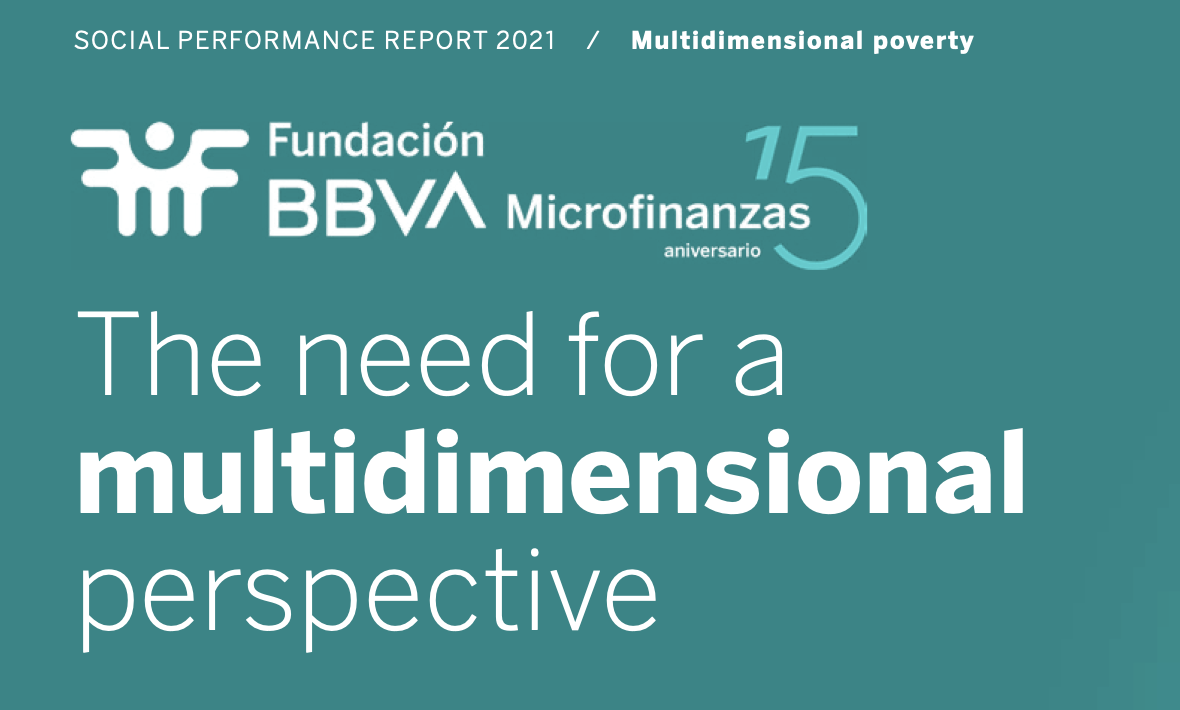 SOCIAL PERFORMANCE REPORT 2021 / Multidimensional poverty
Fundación
BBVA Microfinanzas 15
aniversario
The need for a
multidimensional
perspective